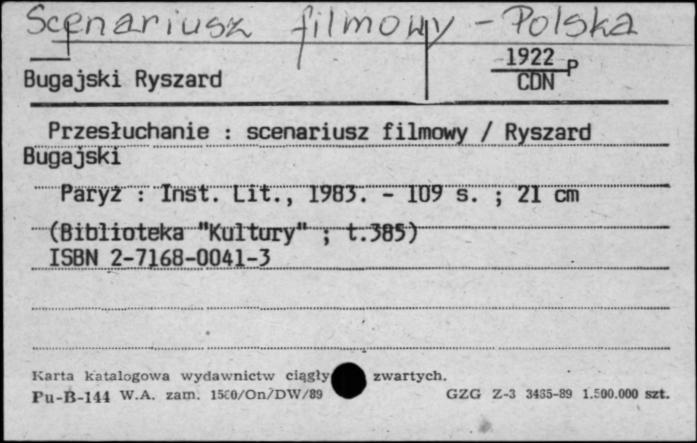 Scenariusz filmowy - Polska
1922 P
CDN
Bugajski Ryszard
Przesłuchanie : scenariusz filmowy / Ryszard
Bugajski
Paryż : Inst. Lit., 1983. - 109 s. ; 21 cm
(Biblioteka "Kultury" ; t.385)
ISBN 2-7168-0041-3
Karta katalogowa wydawnictw ciągły zwartych.
Pu-B-144 W.A. zam. 1560/On/DW/89 GZG Z-3 3435-89 1.500.000 szt.